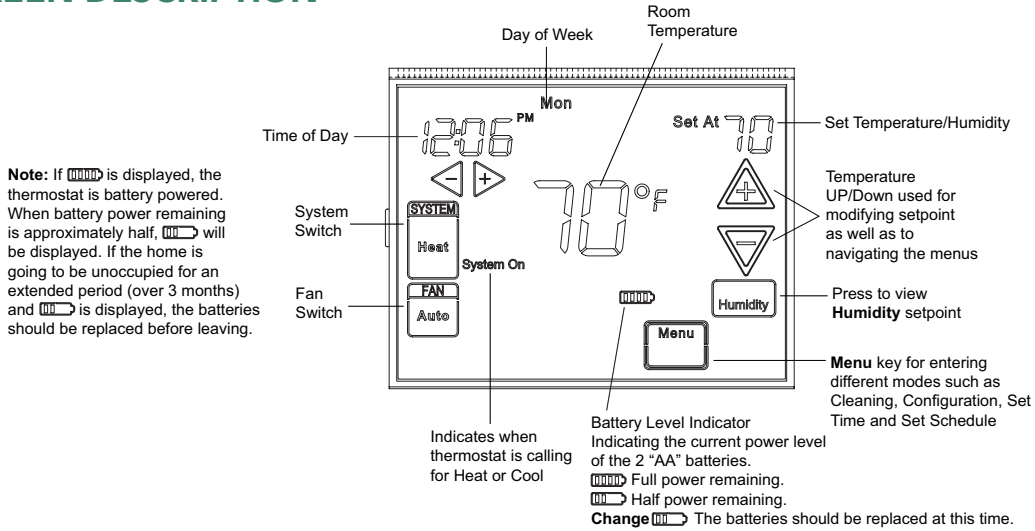 Room
Temperature
Day of Week
Mon
12:06 PM
Set At 70
Time of Day
Set Temperature/Humidity
Note: If is displayed, the
thermostat is battery powered.
When battery power remaining
is approximately half, will
be displayed. If the home is
going to be unoccupied for an
extended period (over 3 months)
and is displayed, the batteries
should be replaced before leaving.
- +
70°F
+
-
Temperature
UP/Down used for
modifying setpoint
as well as to
navigating the menus
System
Switch
SYSTEM
Heat
System On
Fan
Switch
FAN
Auto
Humidity
Press to view
Humidity setpoint
Menu
Menu key for entering
different modes such as
Cleaning, Configuration, Set
Time and Set Schedule
Indicates when
thermostat is calling
for Heat or Cool
Battery Level Indicator
Indicating the current power level
of the 2 “AA” batteries.
Full power remaining.
Half power remaining.
Change The batteries should be replaced at this time.